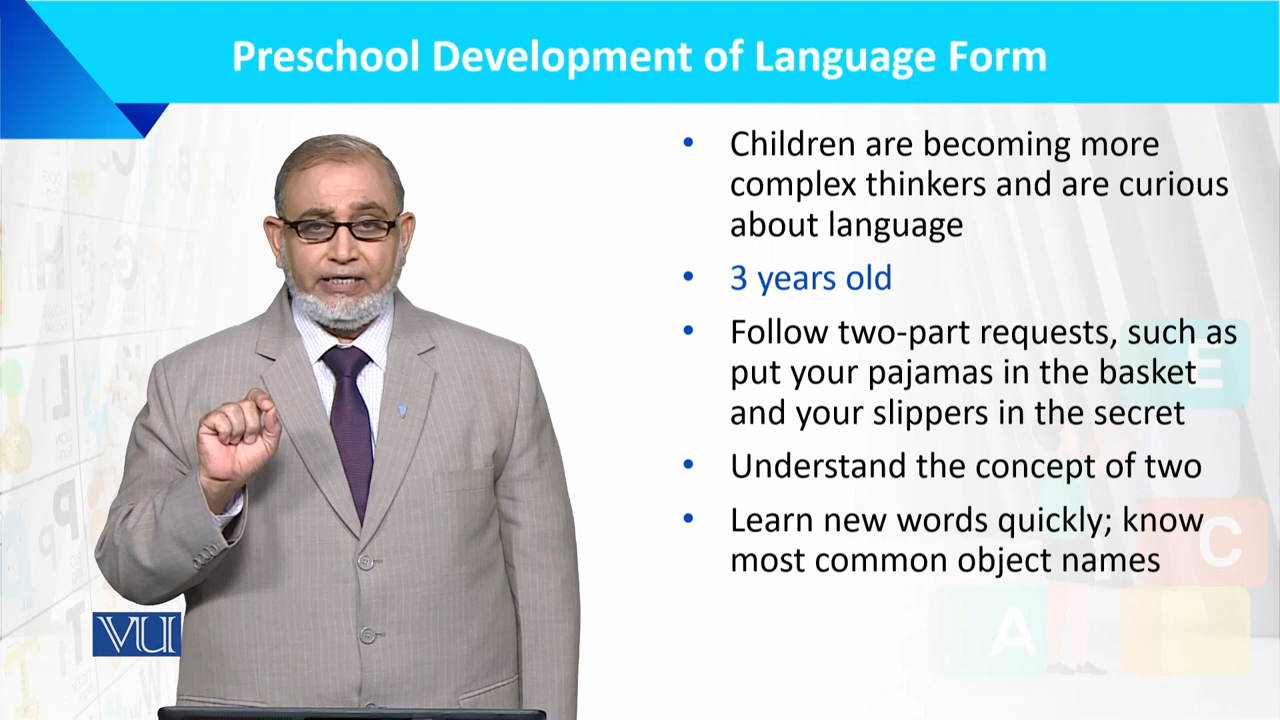 Preschool Development of Language Form
• Children are becoming more
complex thinkers and are curious
about language
• 3 years old
• Follow two-part requests, such as
put your pajamas in the basket
and your slippers in the secret
• Understand the concept of two
• Learn new words quickly; know
most common object names
VU
E
C
A